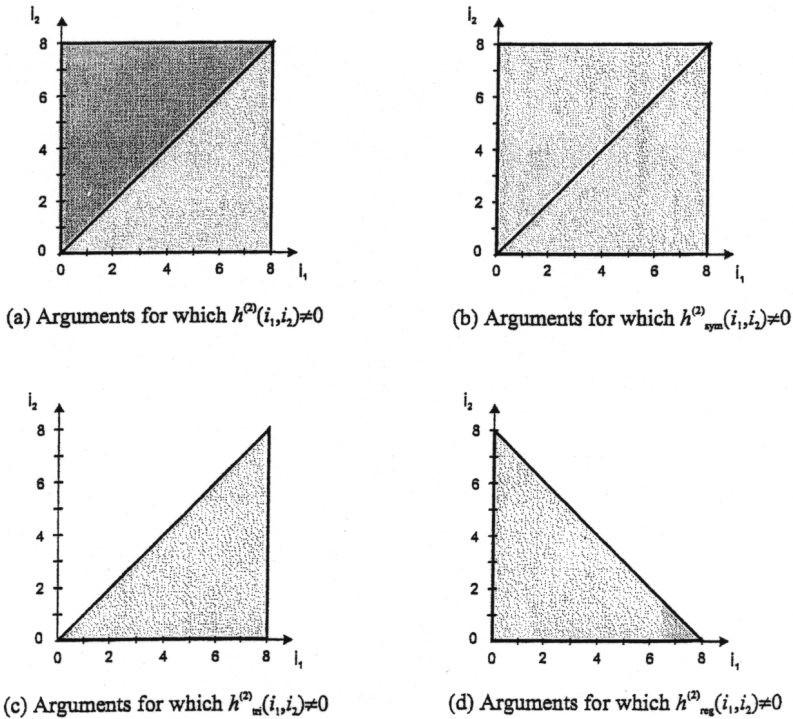 i₂
8
6
4
2
0
0 2 4 6 8
i₁
(a) Arguments for which h⁽²⁾(i₁,i₂)≠0
i₂
8
6
4
2
0
0 2 4 6 8
i₁
(b) Arguments for which h⁽²⁾sym(i₁,i₂)≠0
i₂
8
6
4
2
0
0 2 4 6 8
i₁
(c) Arguments for which h⁽²⁾tri(i₁,i₂)≠0
i₂
8
6
4
2
0
0 2 4 6 8
i₁
(d) Arguments for which h⁽²⁾reg(i₁,i₂)≠0